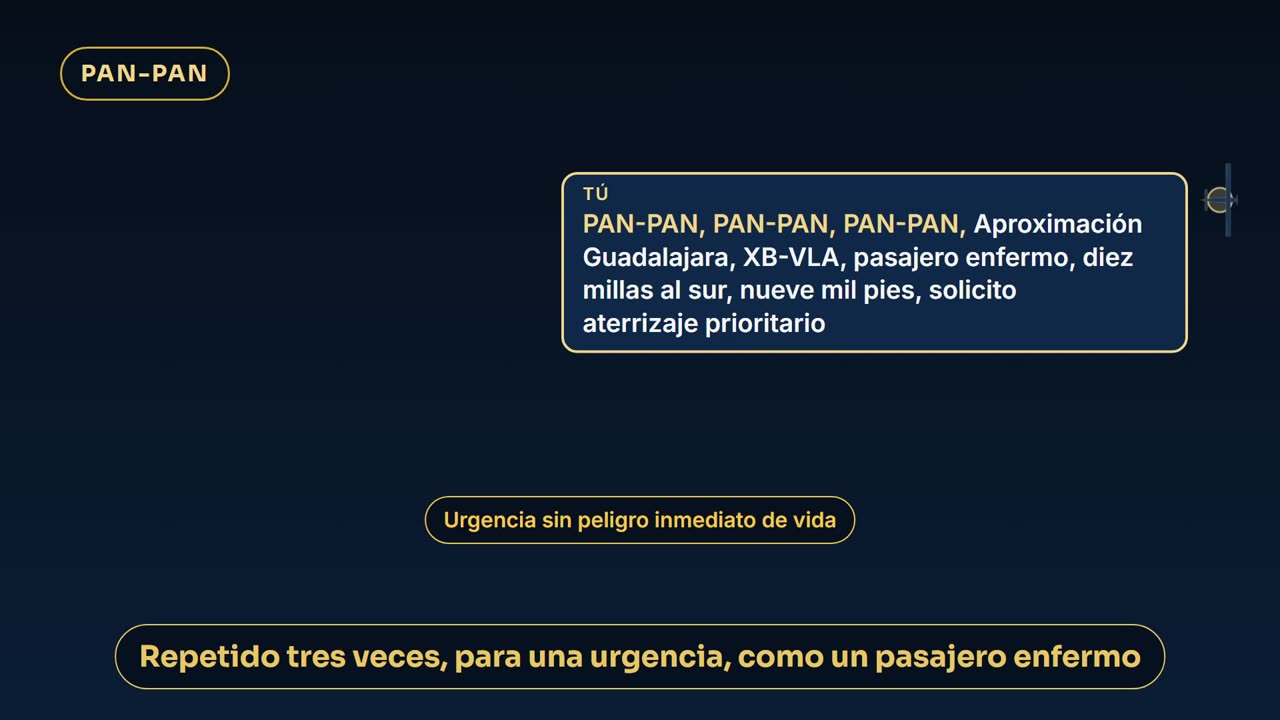 PAN-PAN
TÚ
PAN-PAN, PAN-PAN, PAN-PAN, Aproximación
Guadalajara, XB-VLA, pasajero enfermo, diez
millas al sur, nueve mil pies, solicito
aterrizaje prioritario
Urgencia sin peligro inmediato de vida
Repetido tres veces, para una urgencia, como un pasajero enfermo